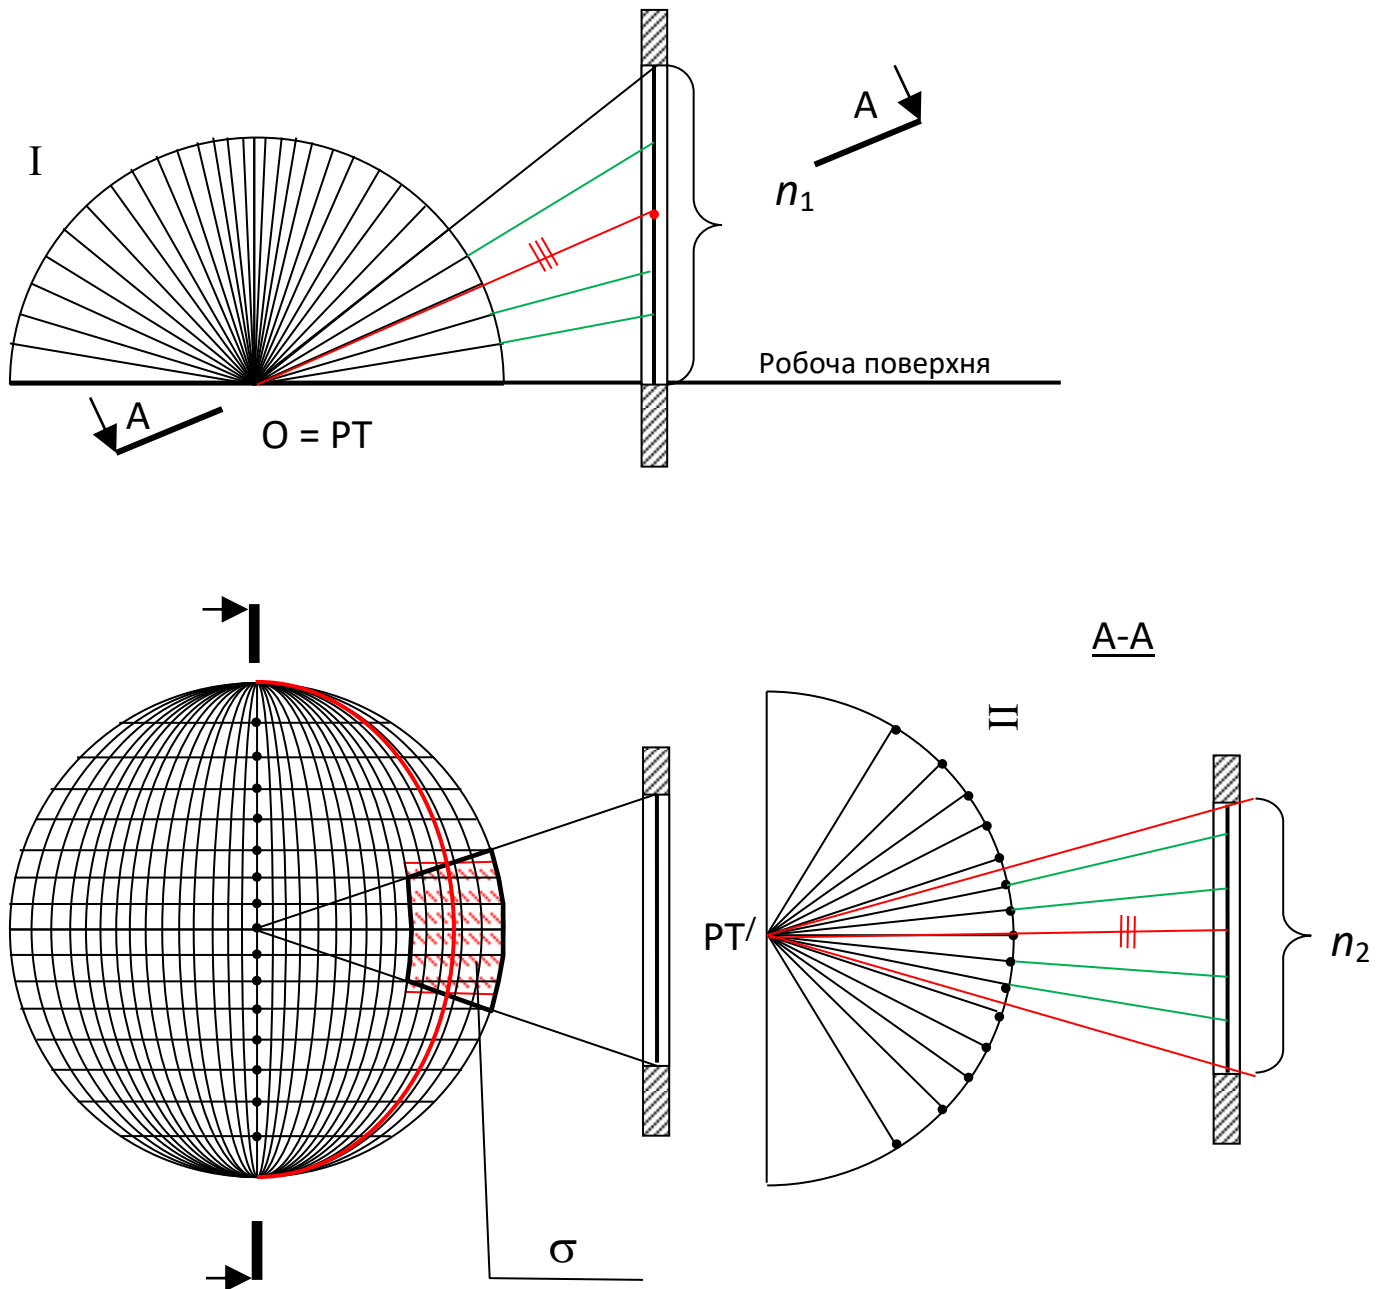 I
A
n1
Робоча поверхня
A
O = PT
A-A
II
PT/
n2
σ